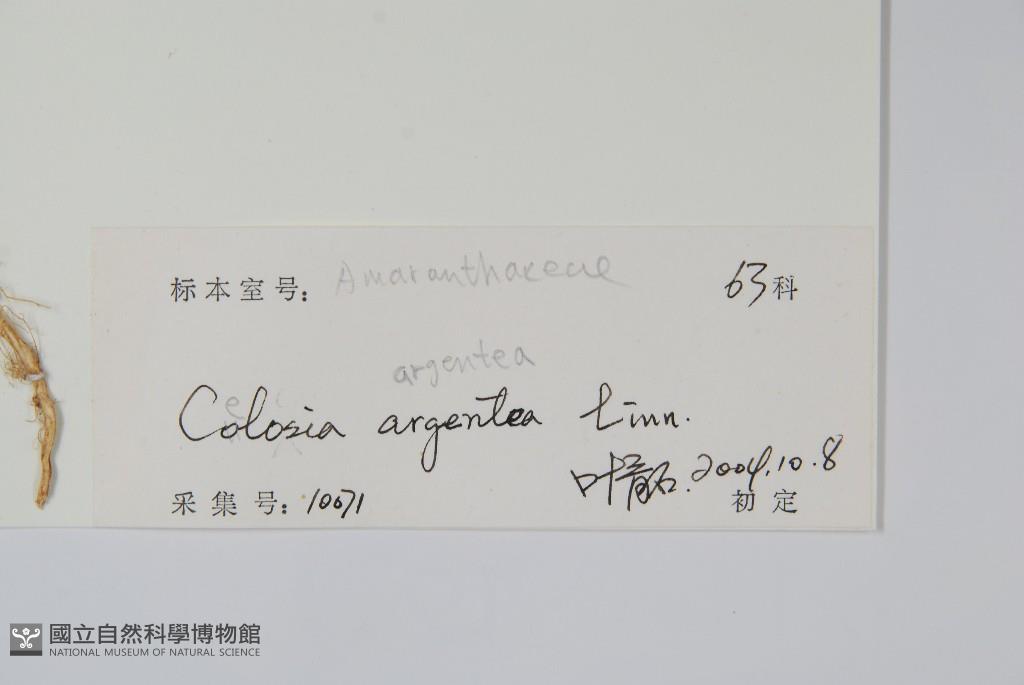 标本室号: Amaranthaceae 63科
argentea
e
Colosia argentea Linn.
叶 2004.10.8
采集号: 10071 初定
國立自然科學博物館
NATIONAL MUSEUM OF NATURAL SCIENCE